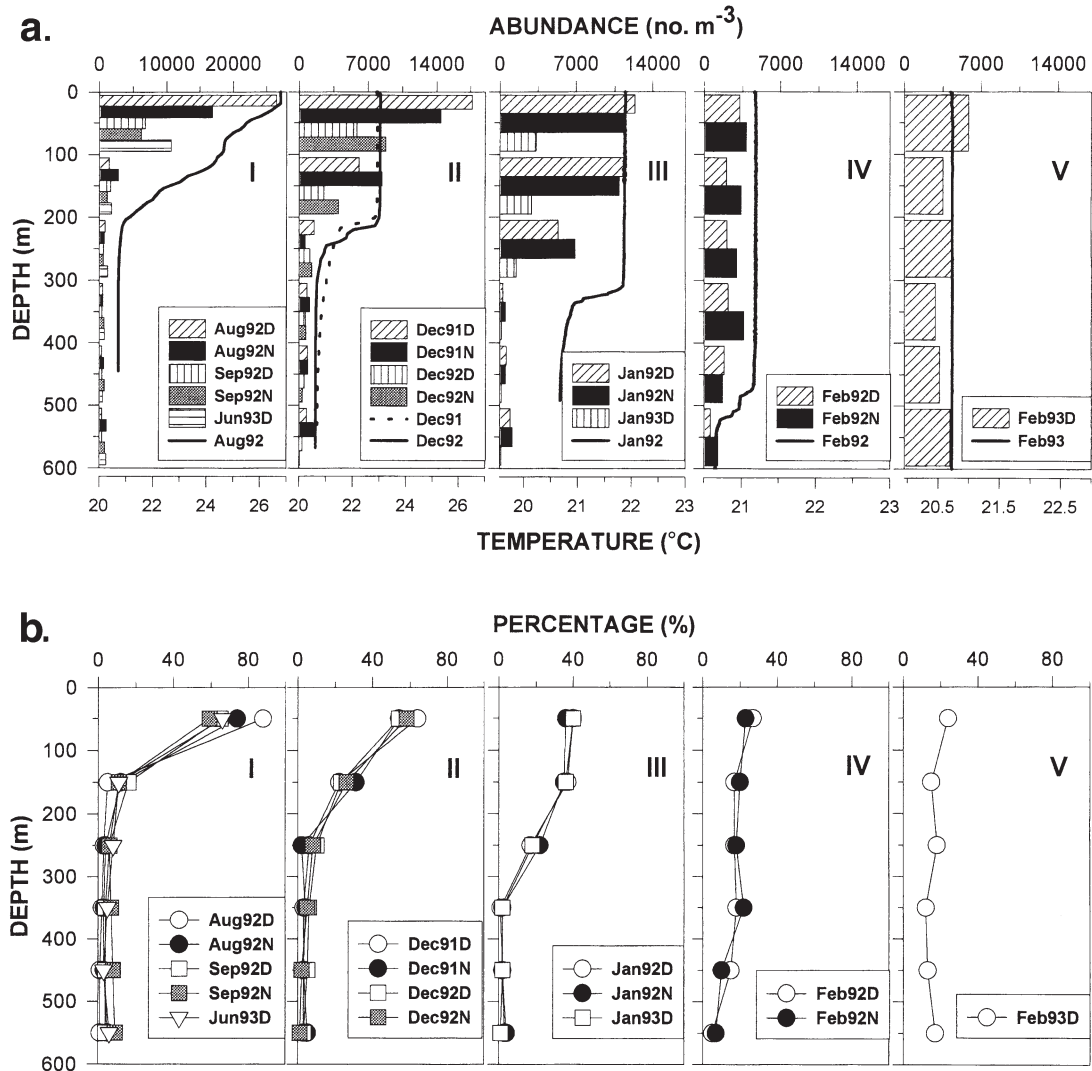 a.
ABUNDANCE (no. m-3)
0 10000 20000
0 7000 14000
0 7000 14000
0 7000 14000
0 7000 14000
DEPTH (m)
0
100
200
300
400
500
600
I
II
III
IV
V
Aug92D
Aug92N
Sep92D
Sep92N
Jun93D
Aug92
Dec91D
Dec91N
Dec92D
Dec92N
Dec91
Dec92
Jan92D
Jan92N
Jan93D
Jan92
Feb92D
Feb92N
Feb92
Feb93D
Feb93
20 22 24 26
20 21 22 23
20 21 22 23
21 22 23
20.5 21.5 22.5
TEMPERATURE (°C)
b.
PERCENTAGE (%)
0 40 80
0 40 80
0 40 80
0 40 80
0 40 80
DEPTH (m)
0
100
200
300
400
500
600
I
II
III
IV
V
Aug92D
Aug92N
Sep92D
Sep92N
Jun93D
Dec91D
Dec91N
Dec92D
Dec92N
Jan92D
Jan92N
Jan93D
Feb92D
Feb92N
Feb93D